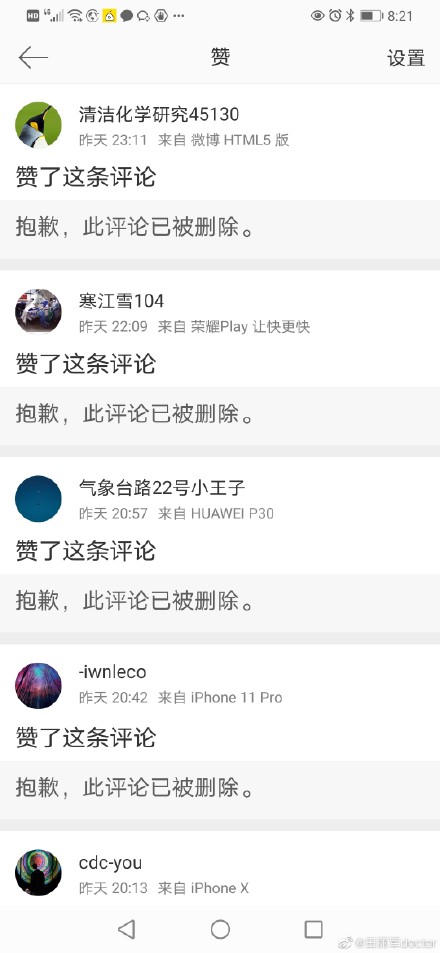 HD 8:21
赞 设置
清洁化学研究45130
昨天 23:11 来自 微博 HTML5 版
赞了这条评论
抱歉，此评论已被删除。
寒江雪104
昨天 22:09 来自 荣耀Play 让快更快
赞了这条评论
抱歉，此评论已被删除。
气象台路22号小王子
昨天 20:57 来自 HUAWEI P30
赞了这条评论
抱歉，此评论已被删除。
-iwnleco
昨天 20:42 来自 iPhone 11 Pro
赞了这条评论
抱歉，此评论已被删除。
cdc-you
昨天 20:13 来自 iPhone X